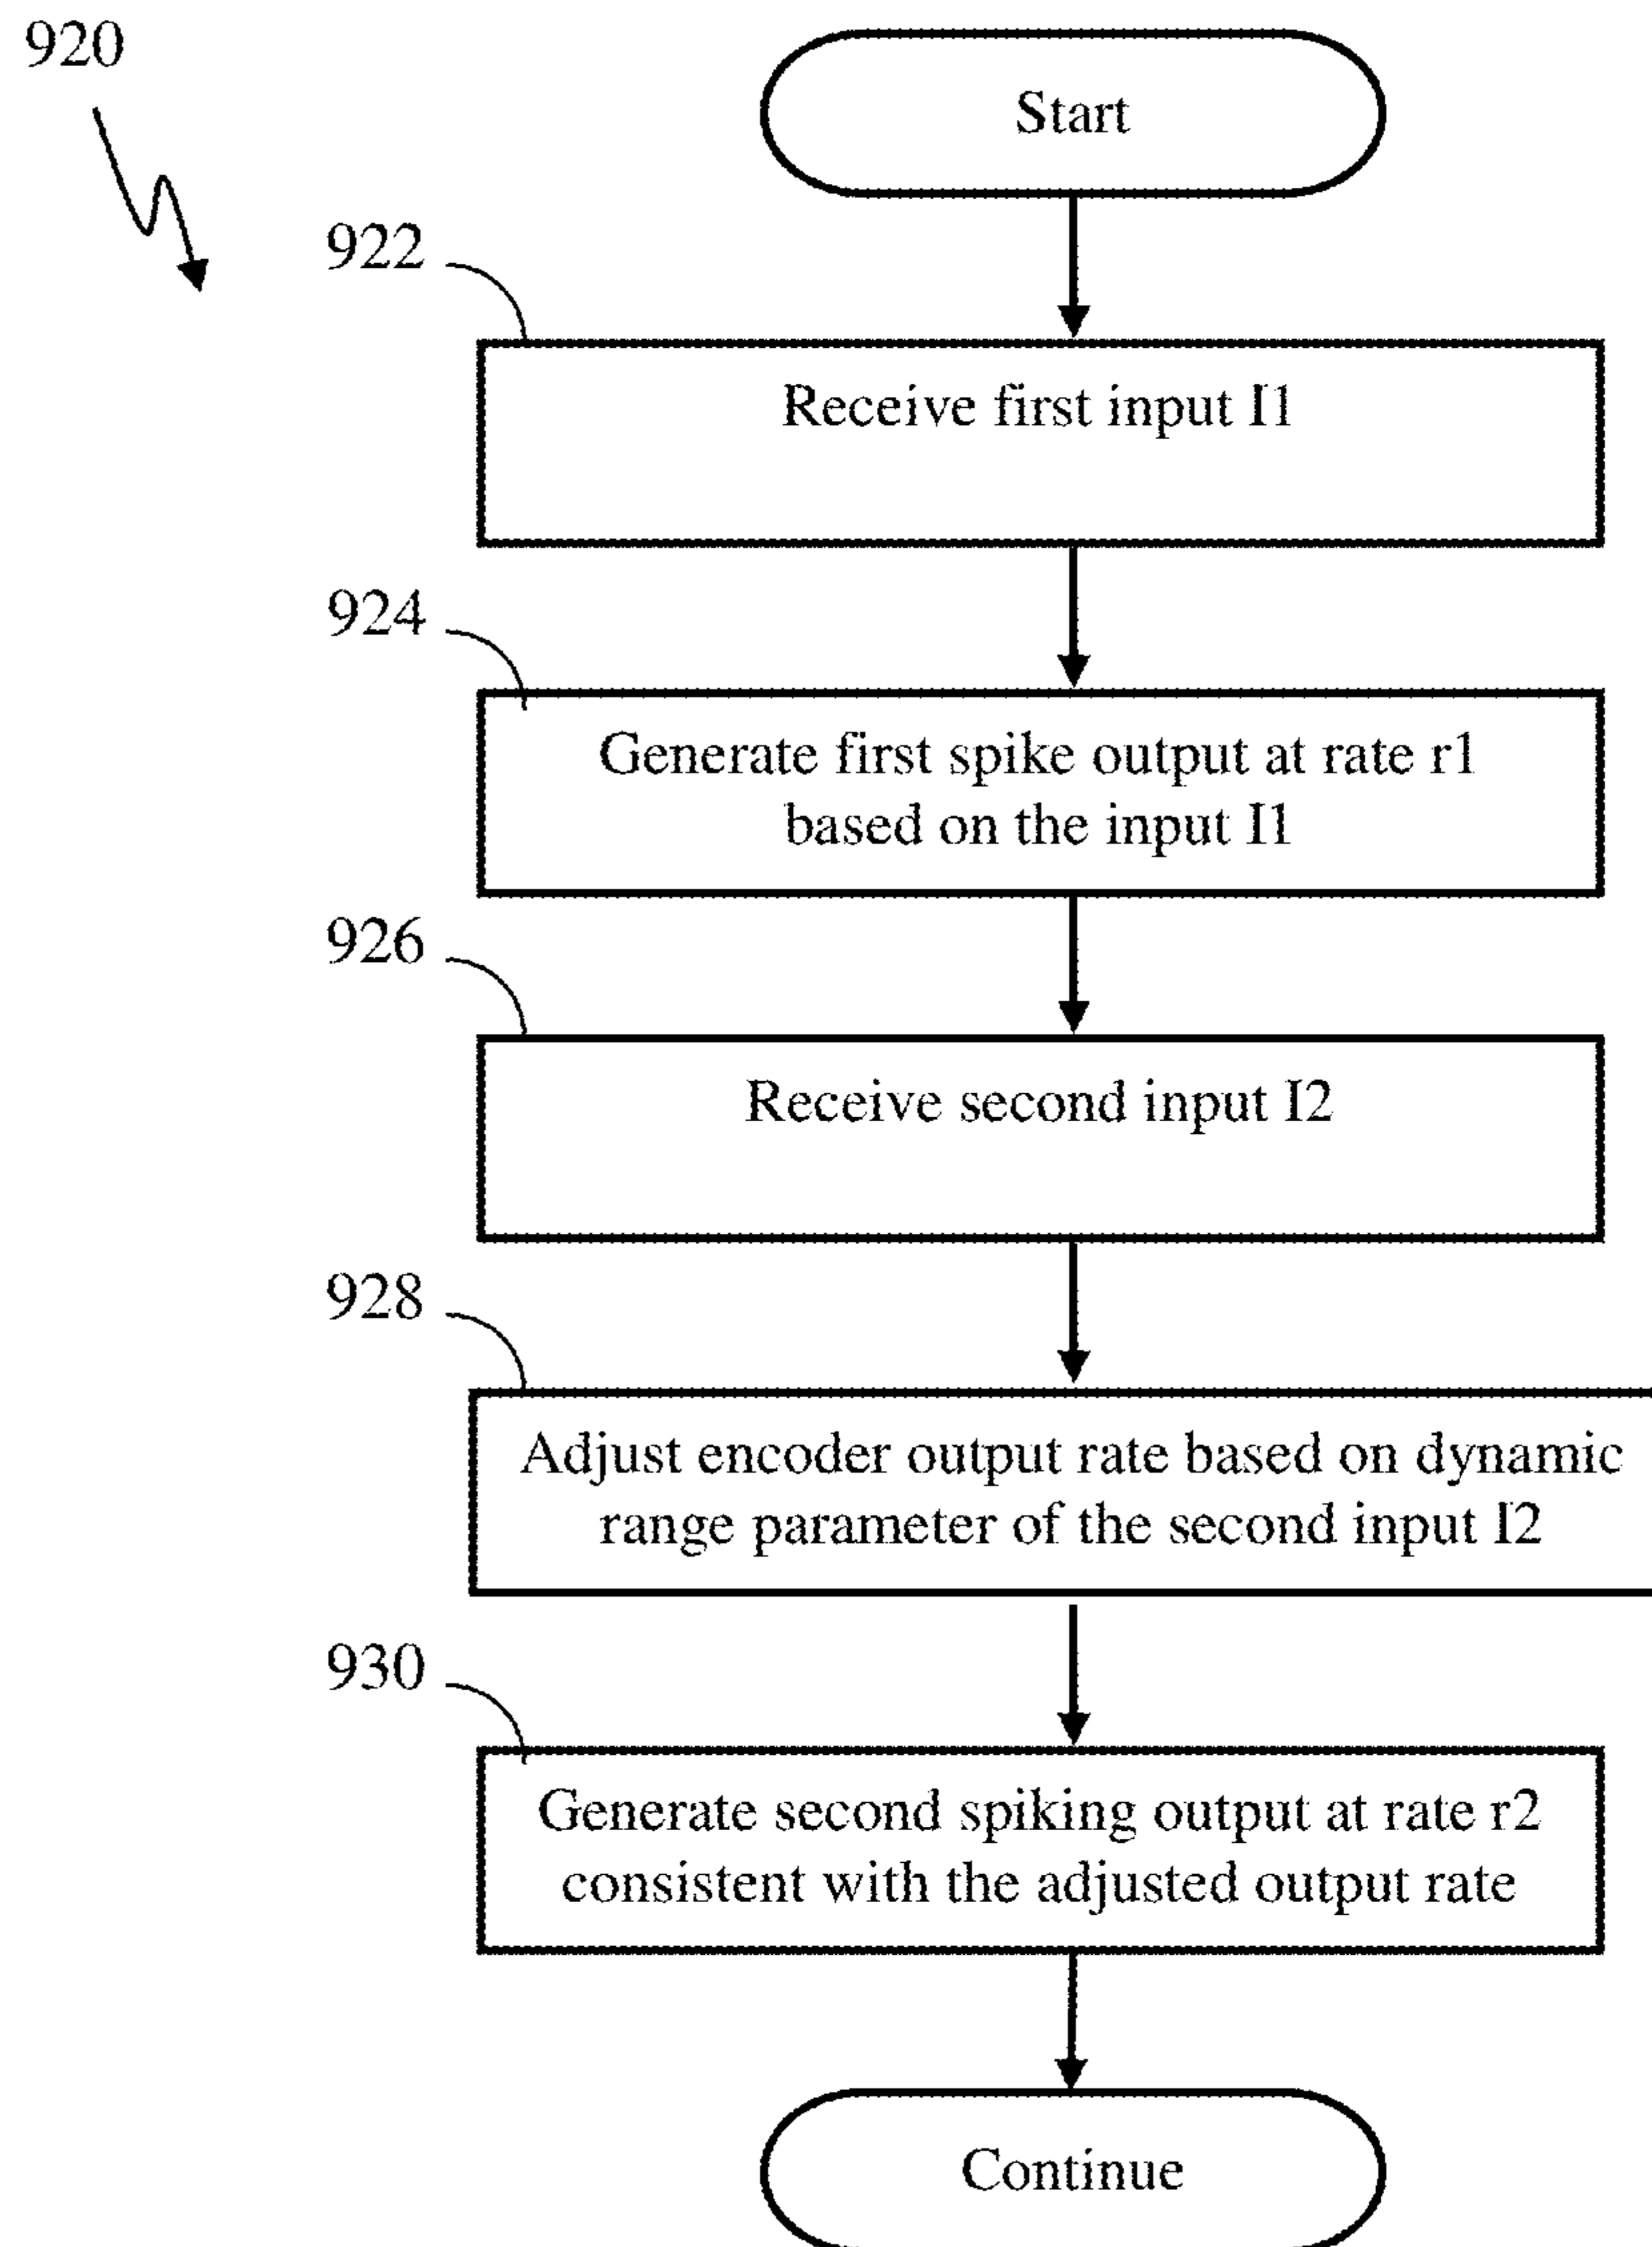 920
Start
922
Receive first input I1
924
Generate first spike output at rate r1
based on the input I1
926
Receive second input I2
928
Adjust encoder output rate based on dynamic
range parameter of the second input I2
930
Generate second spiking output at rate r2
consistent with the adjusted output rate
Continue